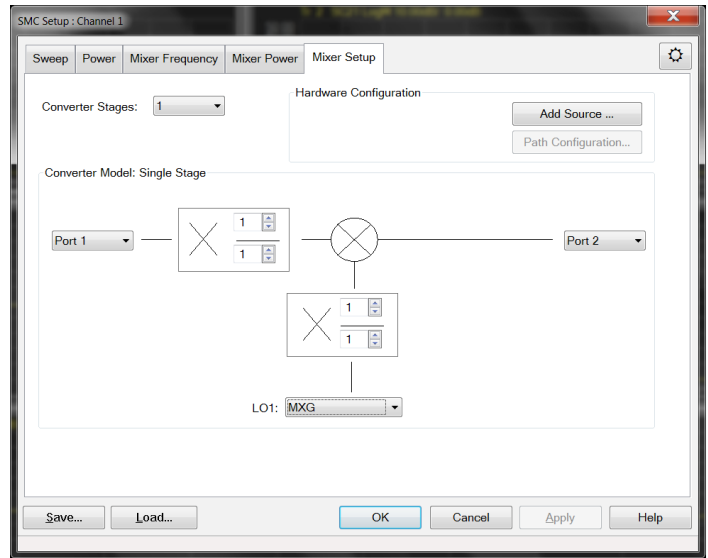 SMC Setup : Channel 1
Sweep Power Mixer Frequency Mixer Power Mixer Setup
Hardware Configuration
Converter Stages: 1
Add Source ...
Path Configuration...
Converter Model: Single Stage
1
Port 1 Port 2
1
1
1
LO1: MXG
Save... Load... OK Cancel Apply Help